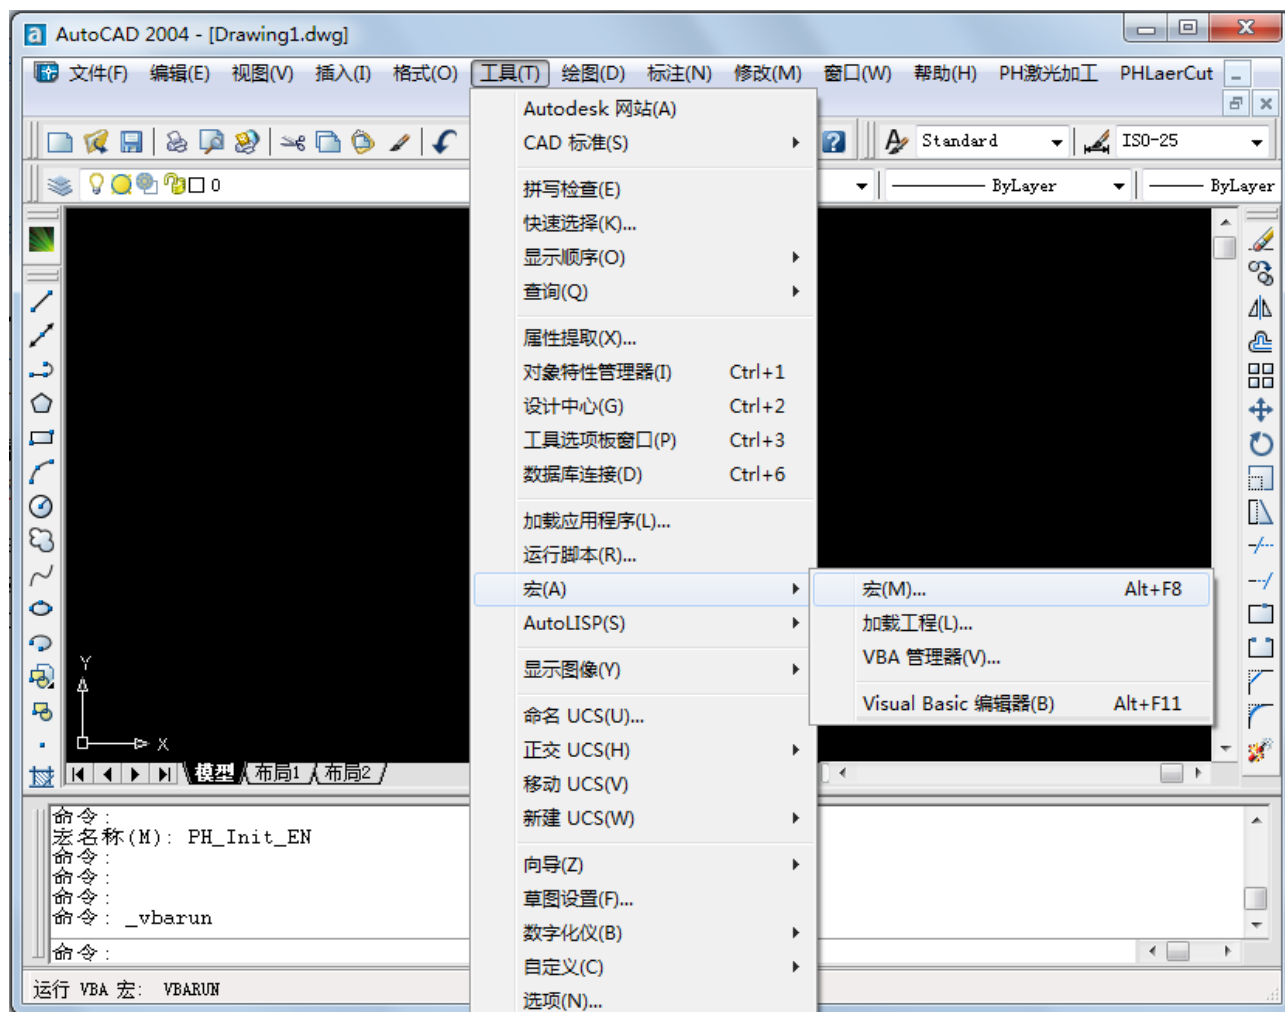 AutoCAD 2004 - [Drawing1.dwg]
文件(F) 编辑(E) 视图(V) 插入(I) 格式(O) 工具(T) 绘图(D) 标注(N) 修改(M) 窗口(W) 帮助(H) PH激光加工 PHLaerCut
Standard ISO-25
0 ByLayer ByLayer
Autodesk 网站(A)
CAD 标准(S)
拼写检查(E)
快速选择(K)...
显示顺序(O)
查询(Q)
属性提取(X)...
对象特性管理器(I) Ctrl+1
设计中心(G) Ctrl+2
工具选项板窗口(P) Ctrl+3
数据库连接(D) Ctrl+6
加载应用程序(L)...
运行脚本(R)...
宏(A)
AutoLISP(S)
显示图像(Y)
命名 UCS(U)...
正交 UCS(H)
移动 UCS(V)
新建 UCS(W)
向导(Z)
草图设置(F)...
数字化仪(B)
自定义(C)
选项(N)...
宏(M)... Alt+F8
加载工程(L)...
VBA 管理器(V)...
Visual Basic 编辑器(B) Alt+F11
Y
X
模型 布局1 布局2
命令:
宏名称(M): PH_Init_EN
命令:
命令:
命令:
命令: _vbarun
命令:
运行 VBA 宏: VBARUN